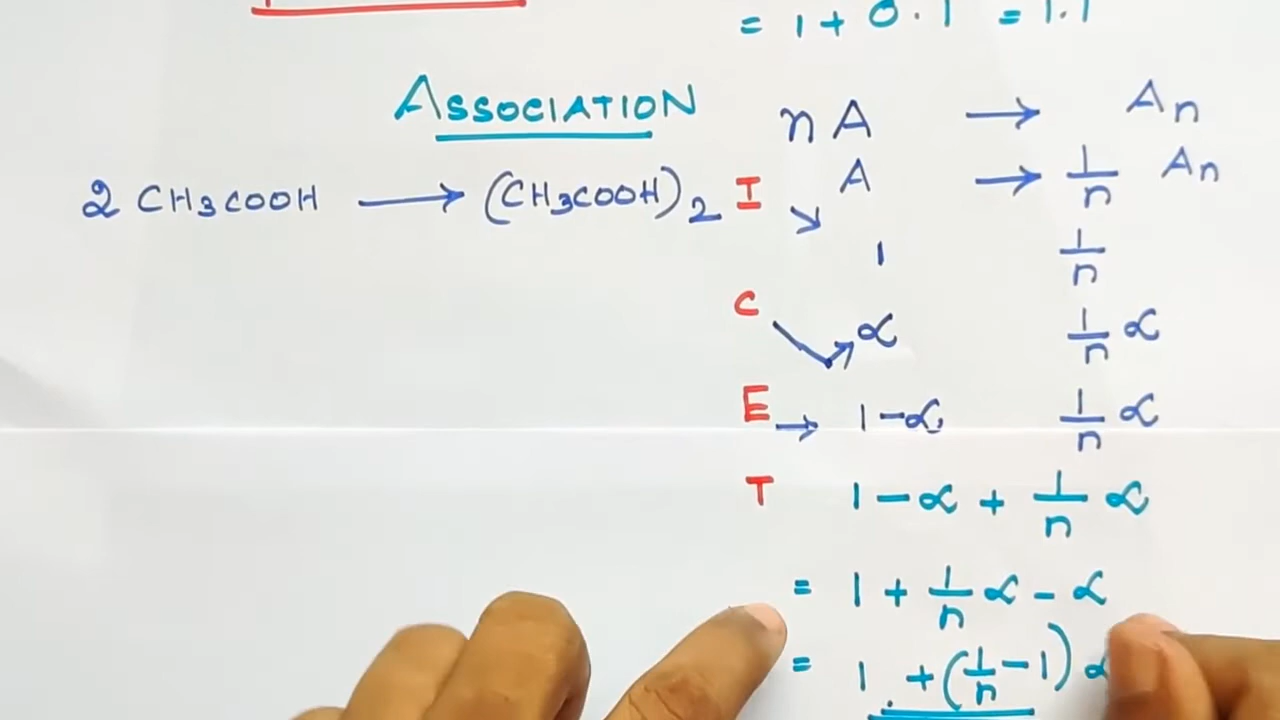 = 1 + 0.1 = 1.1
ASSOCIATION
nA → An
2 CH3COOH → (CH3COOH)2
I A → 1/n An
1 1/n
C α 1/n α
E → 1-α 1/n α
T 1 - α + 1/n α
= 1 + 1/n α - α
= 1 + (1/n - 1) α